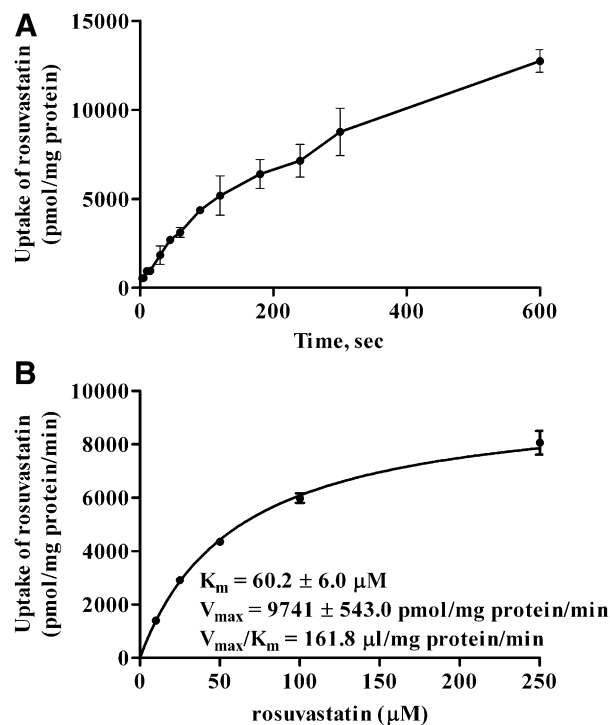 A
Uptake of rosuvastatin
(pmol/mg protein)
15000
10000
5000
0
0 200 400 600
Time, sec
B
Uptake of rosuvastatin
(pmol/mg protein/min)
10000
8000
6000
4000
2000
0
Km = 60.2 ± 6.0 μM
Vmax = 9741 ± 543.0 pmol/mg protein/min
Vmax/Km = 161.8 μl/mg protein/min
0 50 100 150 200 250
rosuvastatin (μM)